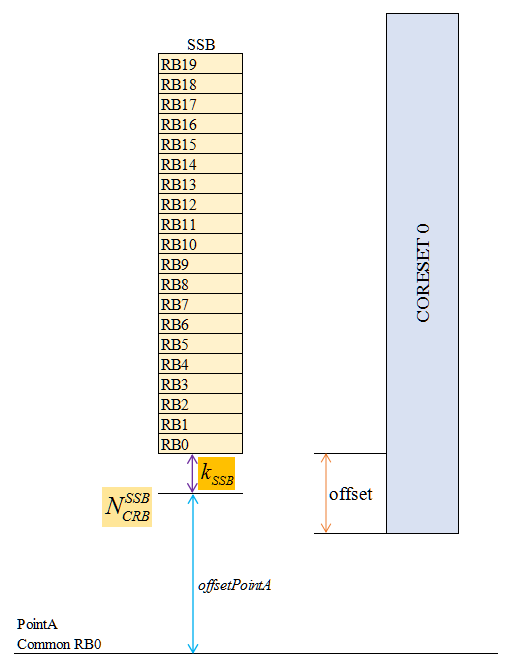 SSB
RB19
RB18
RB17
RB16
RB15
RB14
RB13
RB12
RB11
RB10
RB9
RB8
RB7
RB6
RB5
RB4
RB3
RB2
RB1
RB0
CORESET 0
k_{SSB}
N_{CRB}^{SSB}
offset
offsetPointA
PointA
Common RB0